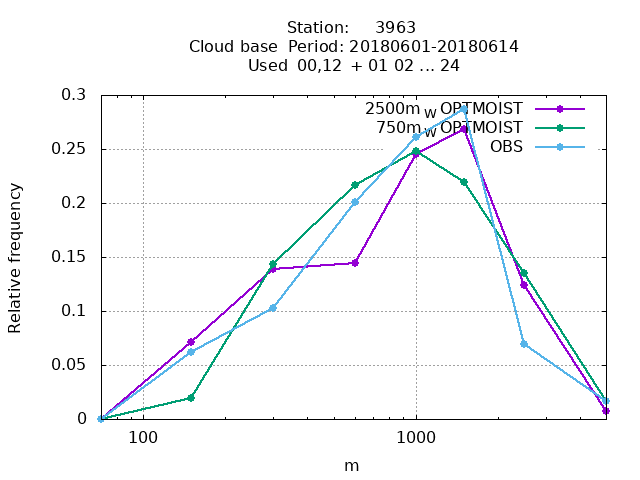 Station: 3963
Cloud base Period: 20180601-20180614
Used 00,12 + 01 02 ... 24
0.3
0.25
0.2
0.15
0.1
0.05
0
Relative frequency
2500m W OPTMOIST
750m W OPTMOIST
OBS
100
1000
m